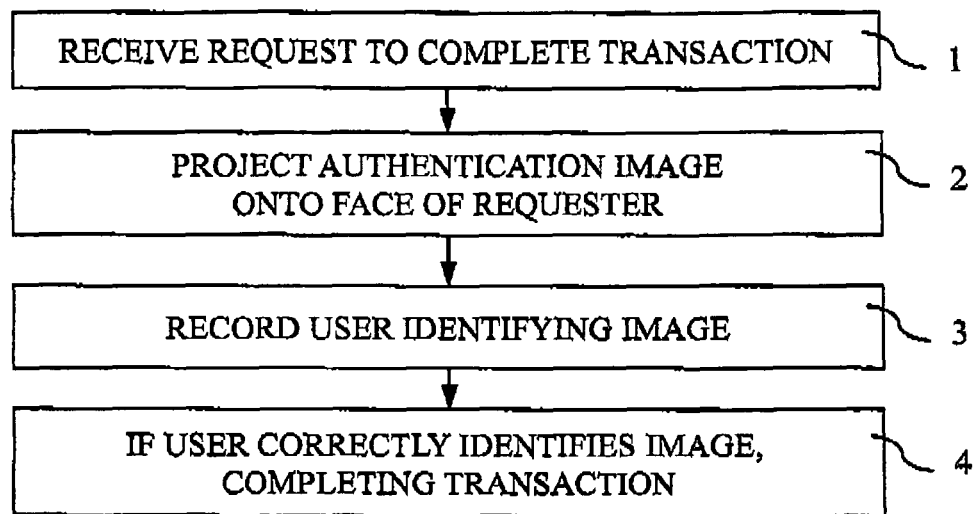 RECEIVE REQUEST TO COMPLETE TRANSACTION
1
PROJECT AUTHENTICATION IMAGE
ONTO FACE OF REQUESTER
2
RECORD USER IDENTIFYING IMAGE
3
IF USER CORRECTLY IDENTIFIES IMAGE,
COMPLETING TRANSACTION
4